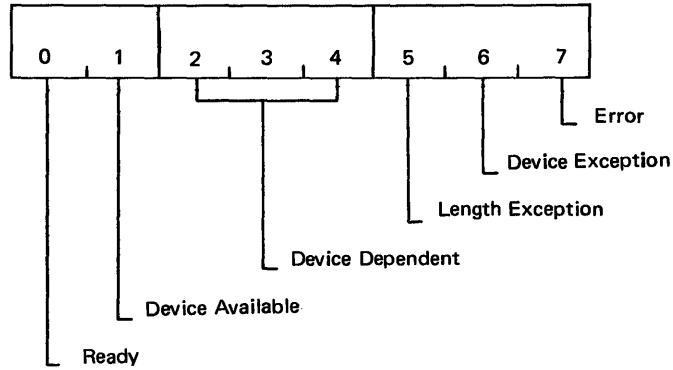 0 1 2 3 4 5 6 7
Error
Device Exception
Length Exception
Device Dependent
Device Available
Ready